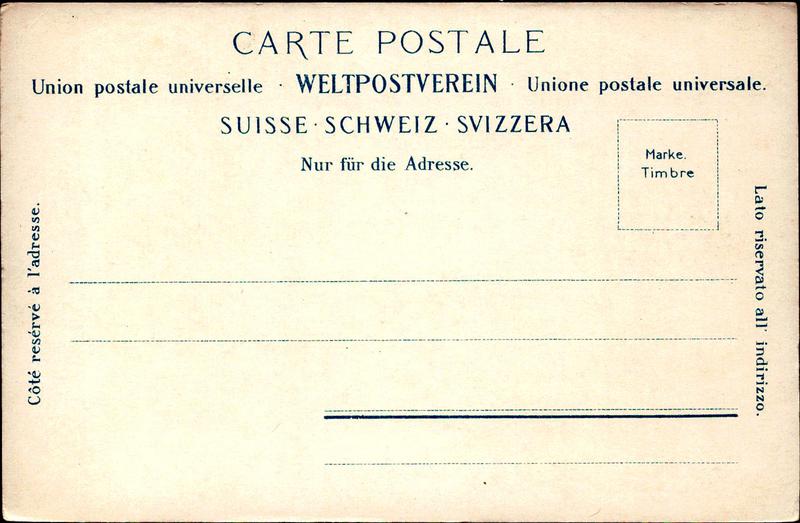 CARTE POSTALE
Union postale universelle · WELTPOSTVEREIN · Unione postale universale.
SUISSE · SCHWEIZ · SVIZZERA
Nur für die Adresse.
Marke.
Timbre
Côté resérvé à l'adresse.
Lato riservato all' indirizzo.